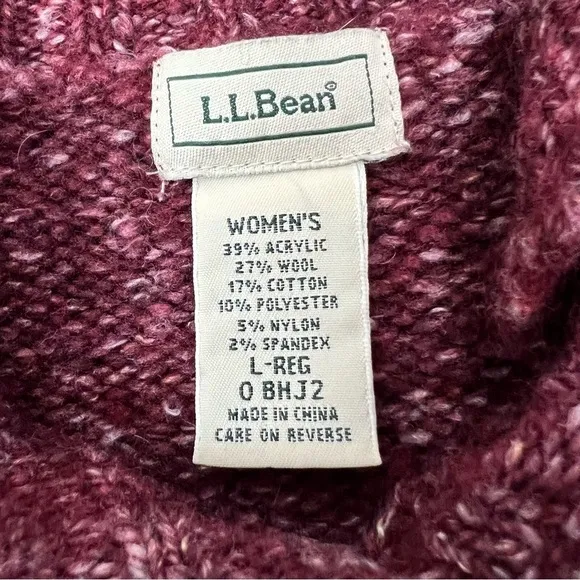 L.L.Bean®
WOMEN'S
39% ACRYLIC
27% WOOL
17% COTTON
10% POLYESTER
5% NYLON
2% SPANDEX
L-REG
0 BHJ2
MADE IN CHINA
CARE ON REVERSE